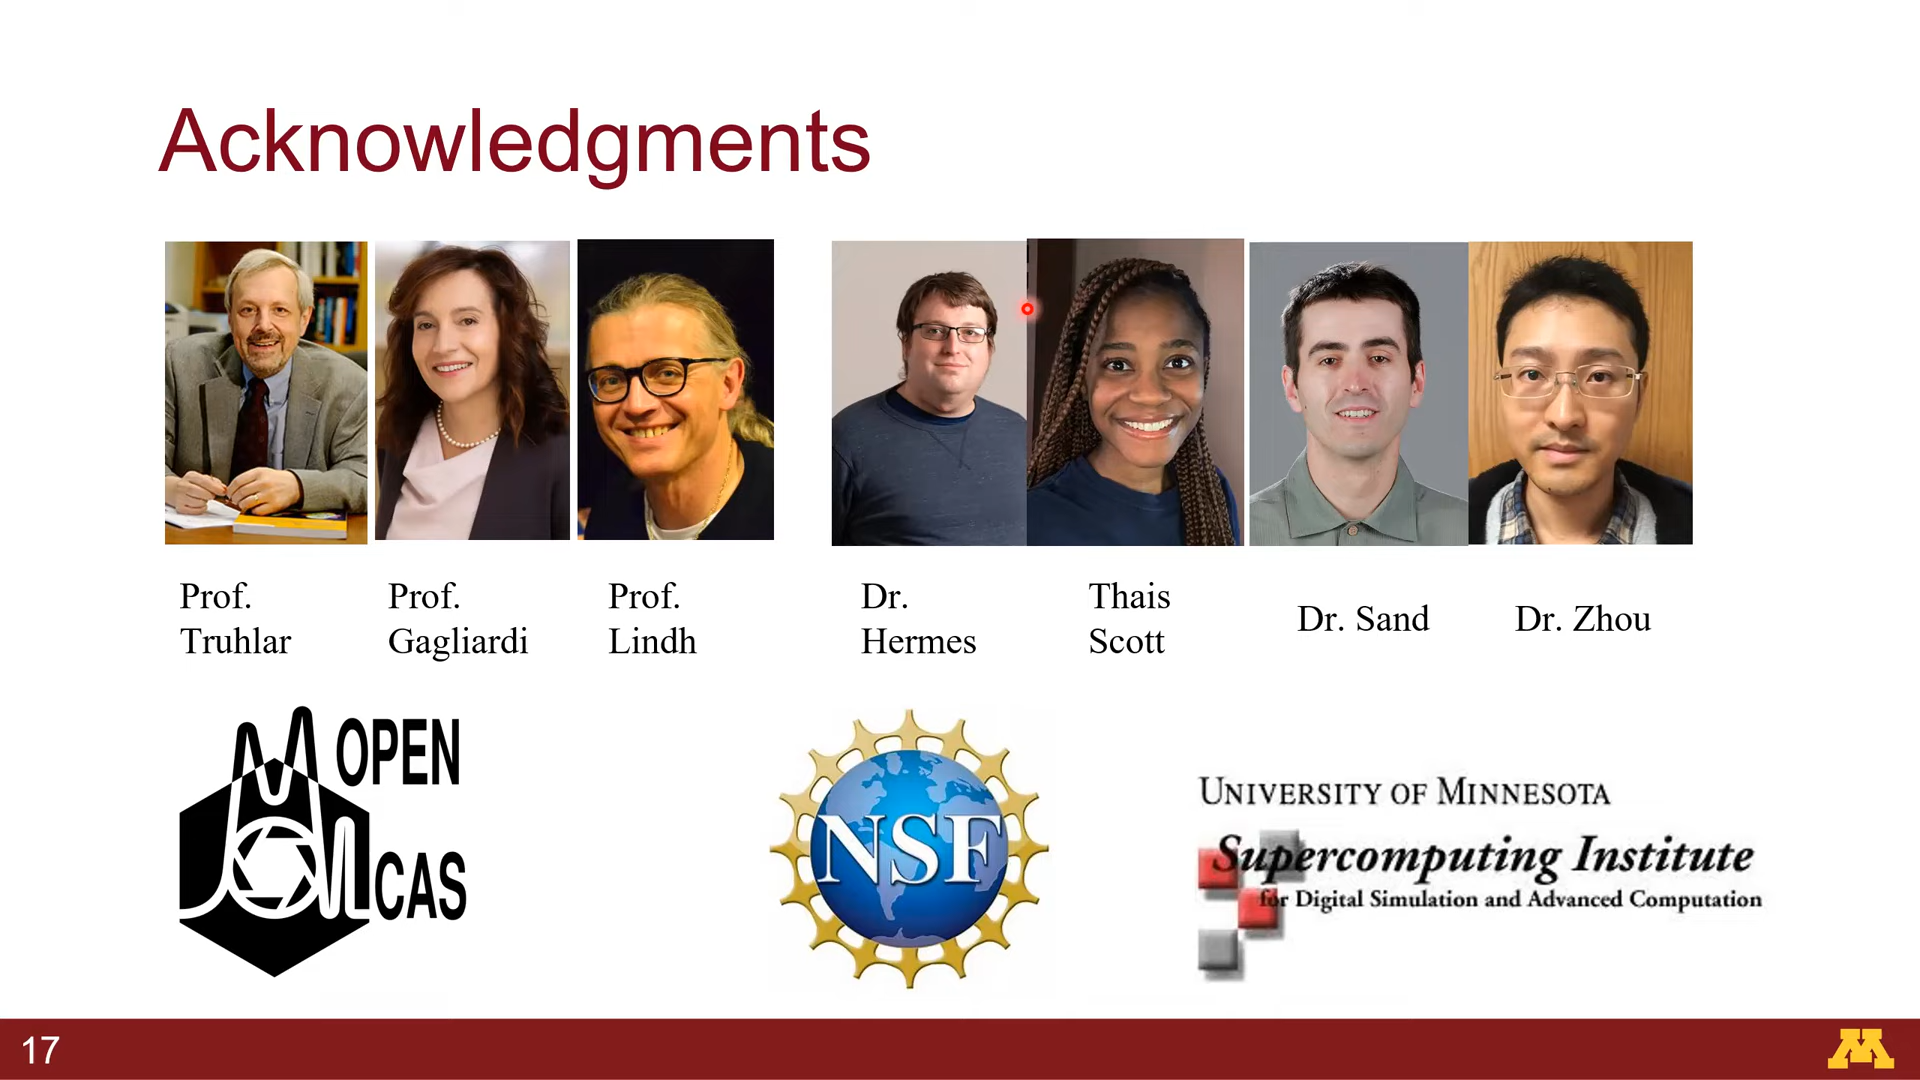 Acknowledgments
Prof.
Truhlar
Prof.
Gagliardi
Prof.
Lindh
Dr.
Hermes
Thais
Scott
Dr. Sand
Dr. Zhou
OPEN
CAS
NSF
UNIVERSITY OF MINNESOTA
Supercomputing Institute
for Digital Simulation and Advanced Computation
17
M